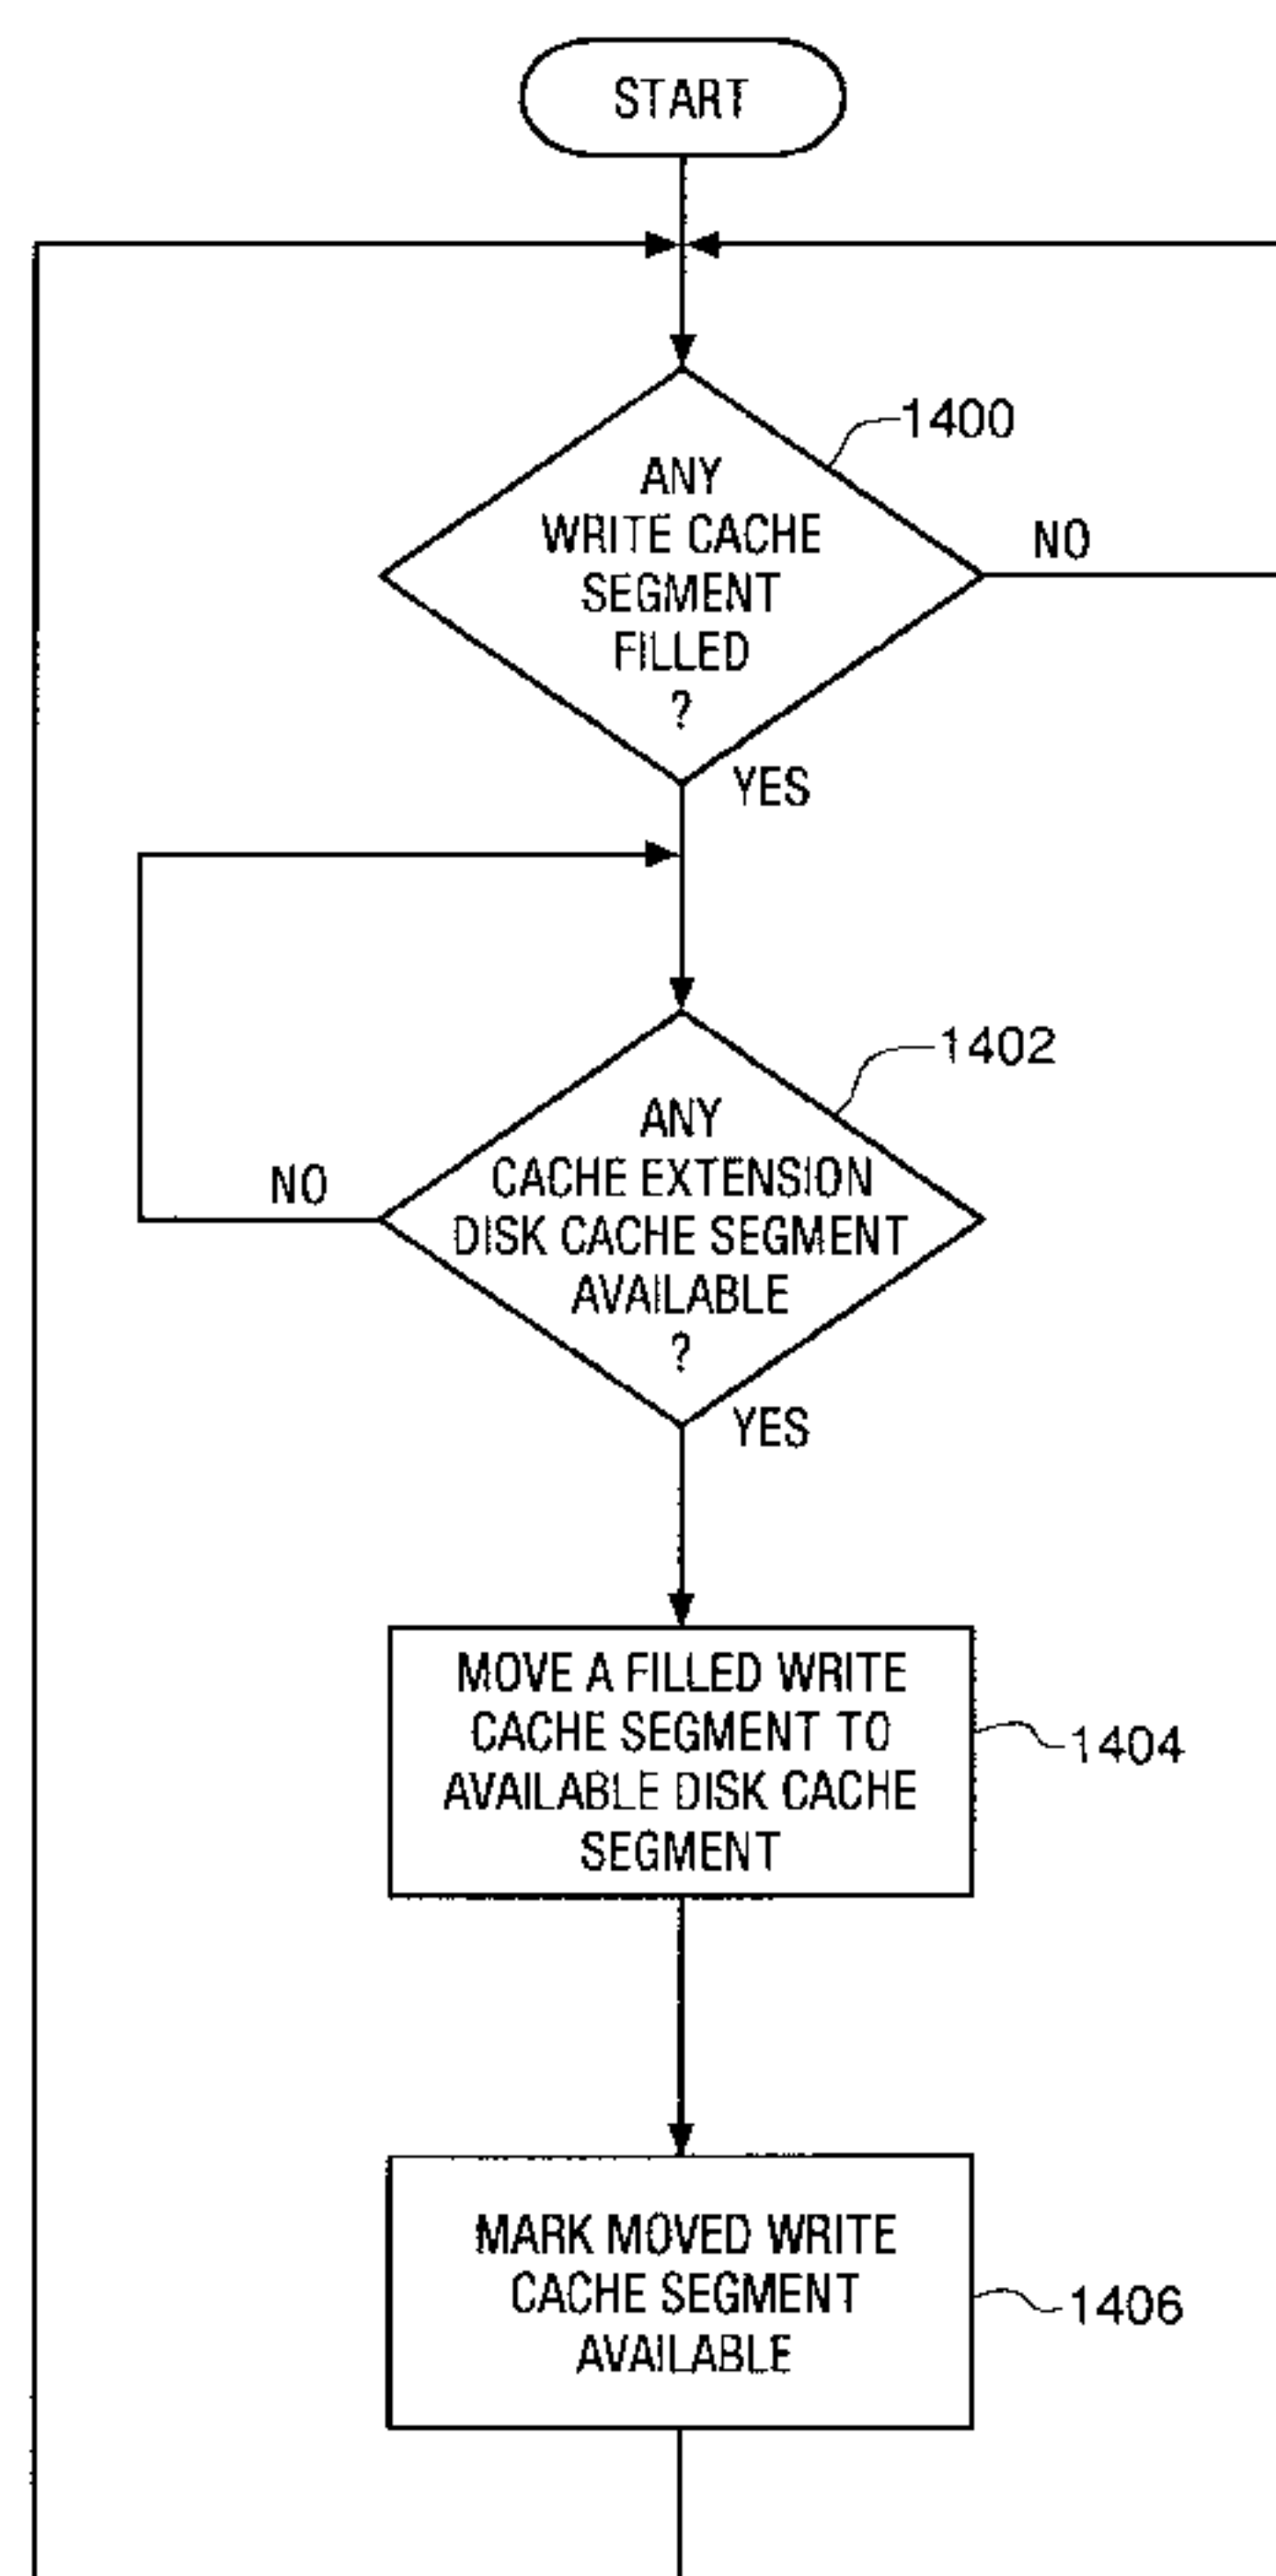 START
1400
ANY
WRITE CACHE
SEGMENT
FILLED
?
NO
YES
1402
ANY
CACHE EXTENSION
DISK CACHE SEGMENT
AVAILABLE
?
NO
YES
MOVE A FILLED WRITE
CACHE SEGMENT TO
AVAILABLE DISK CACHE
SEGMENT
1404
MARK MOVED WRITE
CACHE SEGMENT
AVAILABLE
1406